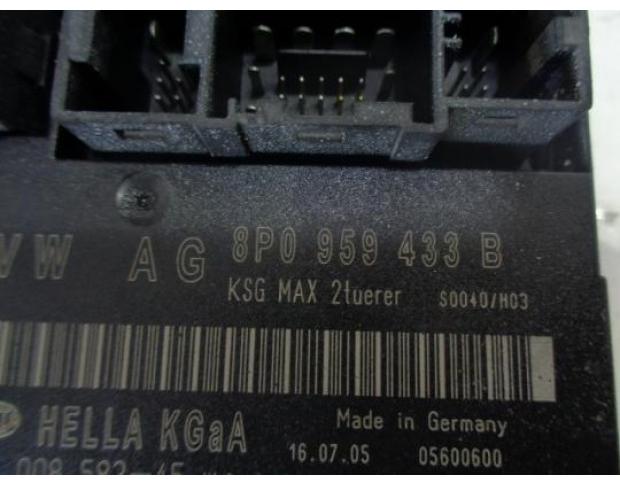 VW AG 8P0 959 433 B
KSG MAX 2tuerer S0040/H03
HELLA KGaA Made in Germany
16.07.05 05600600